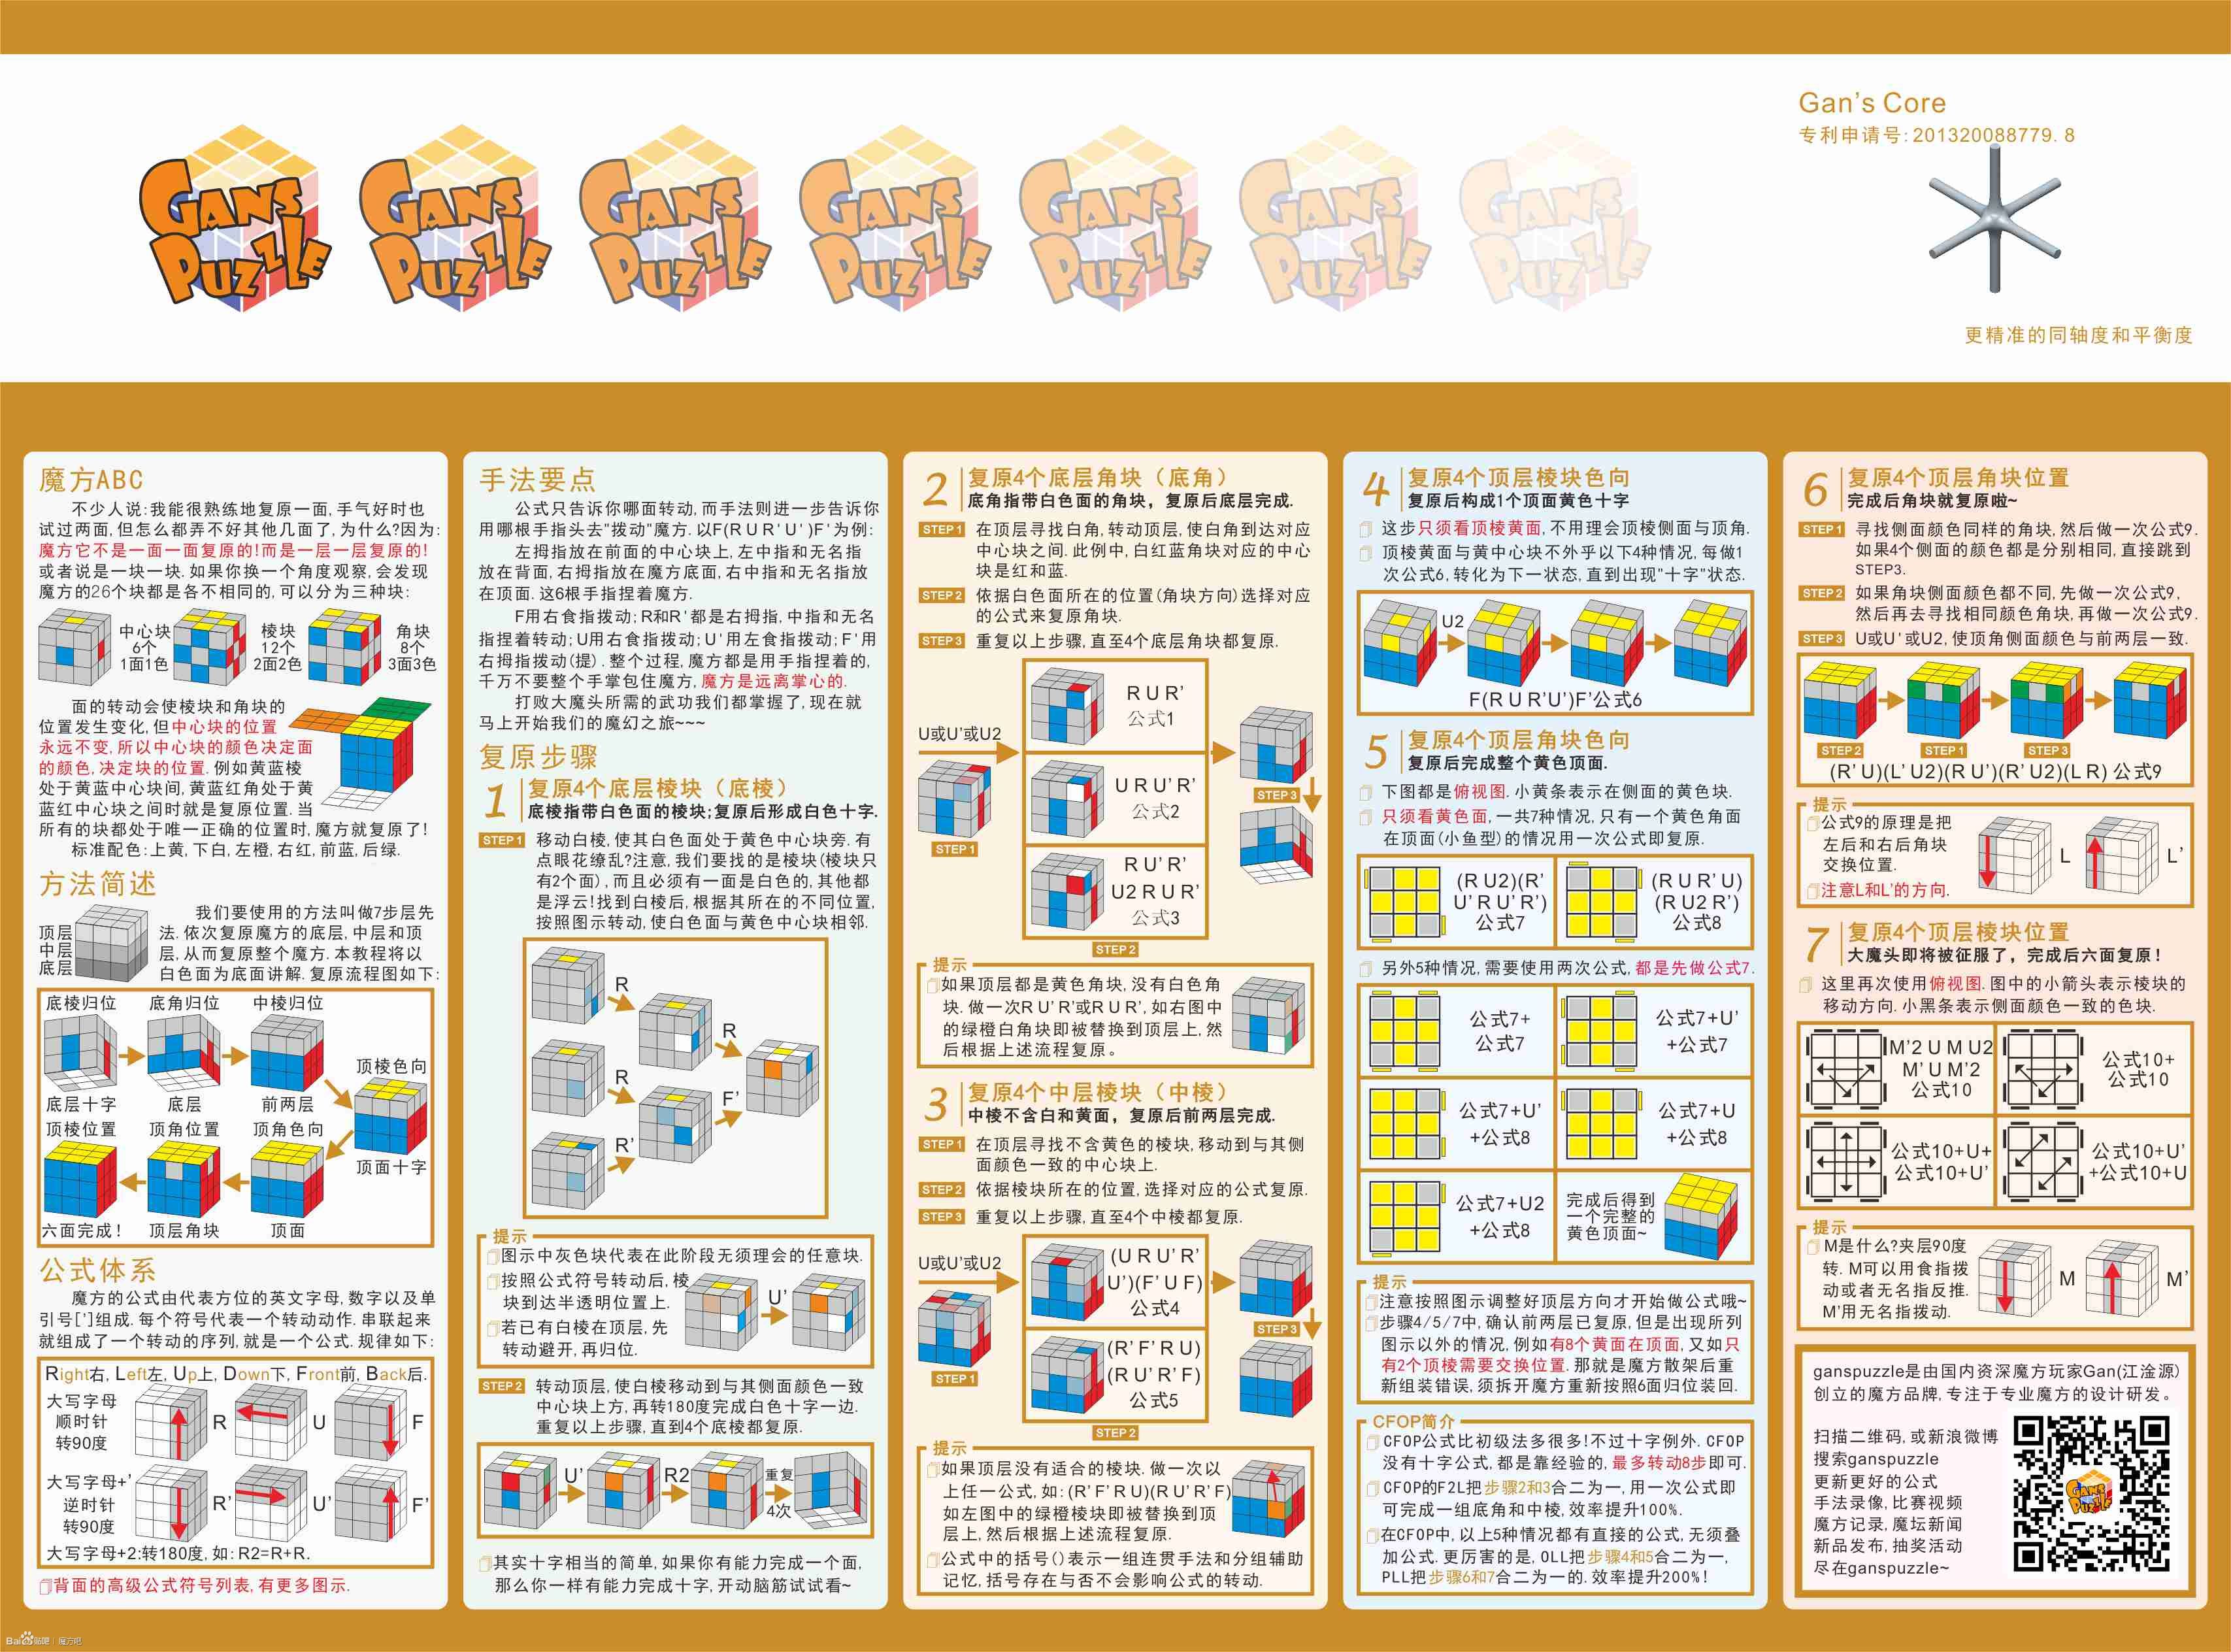 GANS PUZZLE
GANS PUZZLE
GANS PUZZLE
GANS PUZZLE
GANS PUZZLE
GANS PUZZLE
GANS PUZZLE
Gan's Core
专利申请号:201320088779.8
更精准的同轴度和平衡度
魔方ABC
不少人说:我能很熟练地复原一面,手气好时也
试过两面,但怎么都弄不好其他几面了,为什么?因为:
魔方它不是一面一面复原的!而是一层一层复原的!
或者说是一块一块.如果你换一个角度观察,会发现
魔方的26个块都是各不相同的,可以分为三种块:
中心块
6个
1面1色
棱块
12个
2面2色
角块
8个
3面3色
面的转动会使棱块和角块的
位置发生变化,但中心块的位置
永远不变,所以中心块的颜色决定面
的颜色,决定块的位置.例如黄蓝棱
处于黄蓝中心块间,黄蓝红角处于黄
蓝红中心块之间时就是复原位置.当
所有的块都处于唯一正确的位置时,魔方就复原了!
标准配色:上黄,下白,左橙,右红,前蓝,后绿.
方法简述
顶层
中层
底层
我们要使用的方法叫做7步层先
法.依次复原魔方的底层,中层和顶
层,从而复原整个魔方.本教程将以
白色面为底面讲解.复原流程图如下:
底棱归位
底角归位
中棱归位
顶棱色向
底层十字
底层
前两层
顶棱位置
顶角位置
顶角色向
顶面十字
六面完成!
顶层角块
顶面
公式体系
魔方的公式由代表方位的英文字母,数字以及单
引号[']组成.每个符号代表一个转动动作.串联起来
就组成了一个转动的序列,就是一个公式.规律如下:
Right右,Left左,Up上,Down下,Front前,Back后.
大写字母
顺时针
转90度
R
U
F
大写字母+'
逆时针
转90度
R'
U'
F'
大写字母+2:转180度,如:R2=R+R.
背面的高级公式符号列表,有更多图示.
手法要点
公式只告诉你哪面转动,而手法则进一步告诉你
用哪根手指头去"拨动"魔方.以F(R U R' U' )F'为例:
左拇指放在前面的中心块上,左中指和无名指
放在背面,右拇指放在魔方底面,右中指和无名指放
在顶面.这6根手指捏着魔方.
F用右食指拨动;R和R'都是右拇指,中指和无名
指捏着转动;U用右食指拨动;U'用左食指拨动;F'用
右拇指拨动(提).整个过程,魔方都是用手指捏着的,
千万不要整个手掌包住魔方,魔方是远离掌心的.
打败大魔头所需的武功我们都掌握了,现在就
马上开始我们的魔幻之旅~~~
复原步骤
1 复原4个底层棱块（底棱）
底棱指带白色面的棱块;复原后形成白色十字.
STEP 1 移动白棱,使其白色面处于黄色中心块旁.有
点眼花缭乱?注意,我们要找的是棱块(棱块只
有2个面),而且必须有一面是白色的,其他都
是浮云!找到白棱后,根据其所在的不同位置,
按照图示转动,使白色面与黄色中心块相邻.
R
R
R
F'
R'
提示
图示中灰色块代表在此阶段无须理会的任意块.
按照公式符号转动后,棱
块到达半透明位置上.
若已有白棱在顶层,先
转动避开,再归位.
U'
STEP 2 转动顶层,使白棱移动到与其侧面颜色一致
中心块上方,再转180度完成白色十字一边.
重复以上步骤,直到4个底棱都复原.
U'
R2
重复
4次
其实十字相当的简单,如果你有能力完成一个面,
那么你一样有能力完成十字,开动脑筋试试看~
2 复原4个底层角块（底角）
底角指带白色面的角块，复原后底层完成.
STEP 1 在顶层寻找白角,转动顶层,使白角到达对应
中心块之间.此例中,白红蓝角块对应的中心
块是红和蓝.
STEP 2 依据白色面所在的位置(角块方向)选择对应
的公式来复原角块.
STEP 3 重复以上步骤,直至4个底层角块都复原.
U或U'或U2
STEP 1
R U R'
公式1
U R U' R'
公式2
R U' R'
U2 R U R'
公式3
STEP 2
STEP 3
提示
如果顶层都是黄色角块,没有白色角
块.做一次R U' R'或R U R',如右图中
的绿橙白角块即被替换到顶层上,然
后根据上述流程复原。
3 复原4个中层棱块（中棱）
中棱不含白和黄面，复原后前两层完成.
STEP 1 在顶层寻找不含黄色的棱块,移动到与其侧
面颜色一致的中心块上.
STEP 2 依据棱块所在的位置,选择对应的公式复原.
STEP 3 重复以上步骤,直至4个中棱都复原.
U或U'或U2
STEP 1
(U R U' R'
U')(F' U F)
公式4
(R' F' R U)
(R U' R' F)
公式5
STEP 2
STEP 3
提示
如果顶层没有适合的棱块.做一次以
上任一公式,如:(R' F' R U)(R U' R' F)
如左图中的绿橙棱块即被替换到顶
层上,然后根据上述流程复原.
公式中的括号()表示一组连贯手法和分组辅助
记忆,括号存在与否不会影响公式的转动.
4 复原4个顶层棱块色向
复原后构成1个顶面黄色十字
这步只须看顶棱黄面,不用理会顶棱侧面与顶角.
顶棱黄面与黄中心块不外乎以下4种情况,每做1
次公式6,转化为下一状态,直到出现"十字"状态.
U2
F(R U R'U')F'公式6
5 复原4个顶层角块色向
复原后完成整个黄色顶面.
下图都是俯视图.小黄条表示在侧面的黄色块.
只须看黄色面,一共7种情况,只有一个黄色角面
在顶面(小鱼型)的情况用一次公式即复原.
(R U2)(R'
U' R U' R')
公式7
(R U R' U)
(R U2 R')
公式8
另外5种情况,需要使用两次公式,都是先做公式7.
公式7+
公式7
公式7+U'
+公式7
公式7+U'
+公式8
公式7+U
+公式8
公式7+U2
+公式8
完成后得到
一个完整的
黄色顶面~
提示
注意按照图示调整好顶层方向才开始做公式哦~
步骤4/5/7中,确认前两层已复原,但是出现所列
图示以外的情况,例如有8个黄面在顶面,又如只
有2个顶棱需要交换位置.那就是魔方散架后重
新组装错误,须拆开魔方重新按照6面归位装回.
CFOP简介
CFOP公式比初级法多很多!不过十字例外.CFOP
没有十字公式,都是靠经验的,最多转动8步即可.
CFOP的F2L把步骤2和3合二为一,用一次公式即
可完成一组底角和中棱,效率提升100%.
在CFOP中,以上5种情况都有直接的公式,无须叠
加公式.更厉害的是,OLL把步骤4和5合二为一,
PLL把步骤6和7合二为一的.效率提升200%!
6 复原4个顶层角块位置
完成后角块就复原啦~
STEP 1 寻找侧面颜色同样的角块,然后做一次公式9.
如果4个侧面的颜色都是分别相同,直接跳到
STEP3.
STEP 2 如果角块侧面颜色都不同,先做一次公式9,
然后再去寻找相同颜色角块,再做一次公式9.
STEP 3 U或U'或U2,使顶角侧面颜色与前两层一致.
STEP 2
STEP 1
STEP 3
(R' U)(L' U2)(R U')(R' U2)(L R) 公式9
提示
公式9的原理是把
左后和右后角块
交换位置.
注意L和L'的方向.
L
L'
7 复原4个顶层棱块位置
大魔头即将被征服了，完成后六面复原!
这里再次使用俯视图.图中的小箭头表示棱块的
移动方向.小黑条表示侧面颜色一致的色块.
M'2 U M U2
M' U M'2
公式10
公式10+
公式10
公式10+U+
公式10+U'
公式10+U'
+公式10+U
提示
M是什么?夹层90度
转.M可以用食指拨
动或者无名指反推.
M'用无名指拨动.
M
M'
ganspuzzle是由国内资深魔方玩家Gan(江淦源)
创立的魔方品牌,专注于专业魔方的设计研发。
扫描二维码,或新浪微博
搜索ganspuzzle
更新更好的公式
手法录像,比赛视频
魔方记录,魔坛新闻
新品发布,抽奖活动
尽在ganspuzzle~
GANS PUZZLE
Bai贴吧 | 魔方吧